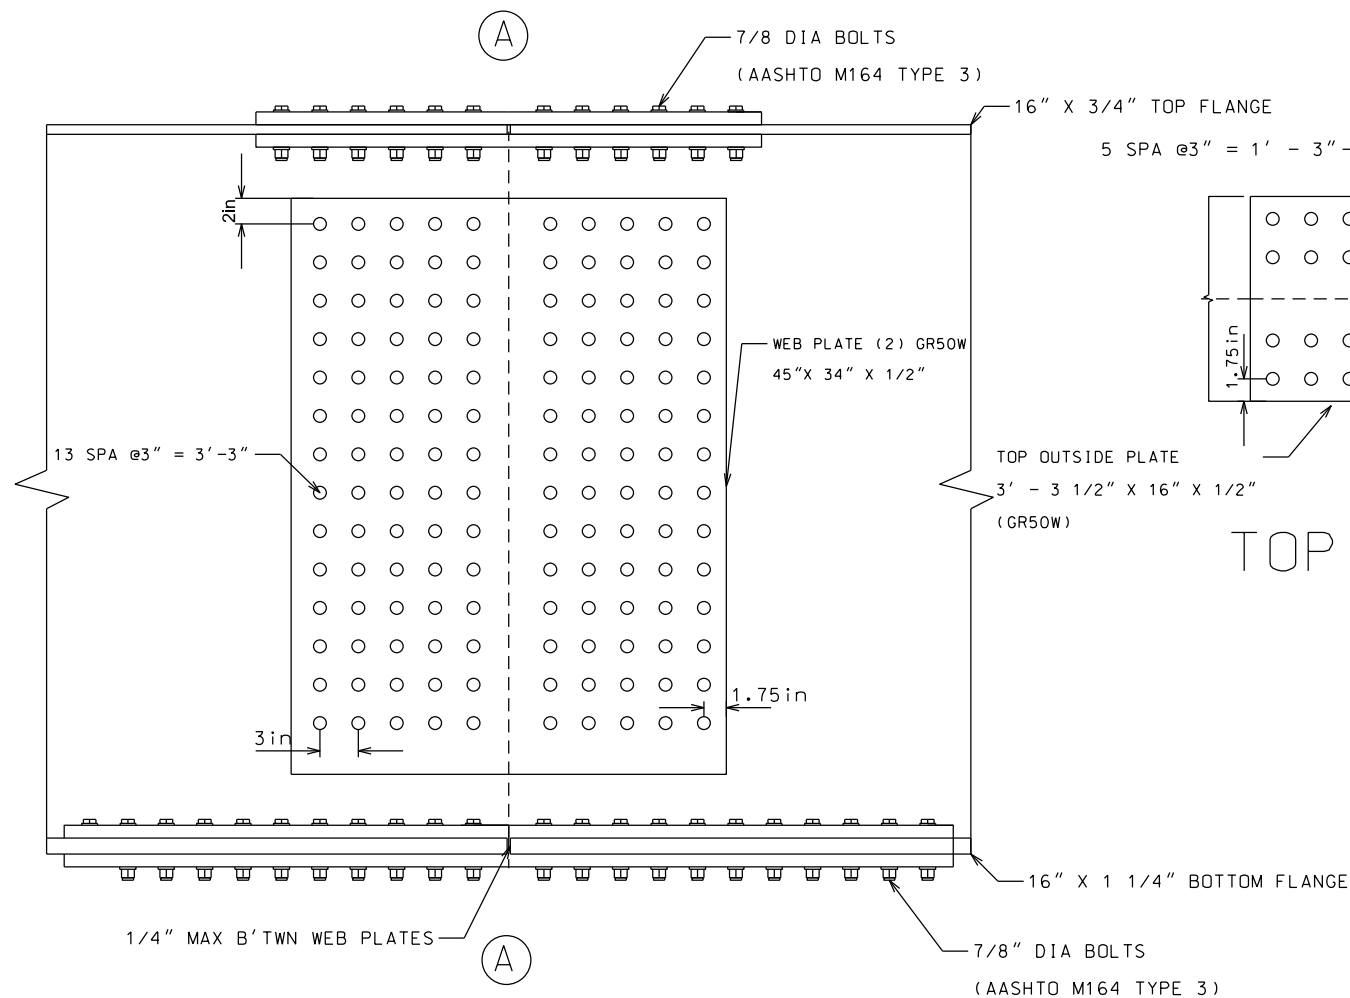 A
7/8 DIA BOLTS
(AASHTO M164 TYPE 3)
16" X 3/4" TOP FLANGE
5 SPA @3" = 1' - 3"-
2in
WEB PLATE (2) GR50W
45"X 34" X 1/2"
1.75in
13 SPA @3" = 3'-3"
TOP OUTSIDE PLATE
3' - 3 1/2" X 16" X 1/2"
(GR50W)
TOP
1.75in
3in
16" X 1 1/4" BOTTOM FLANGE
1/4" MAX B'TWN WEB PLATES
A
7/8" DIA BOLTS
(AASHTO M164 TYPE 3)